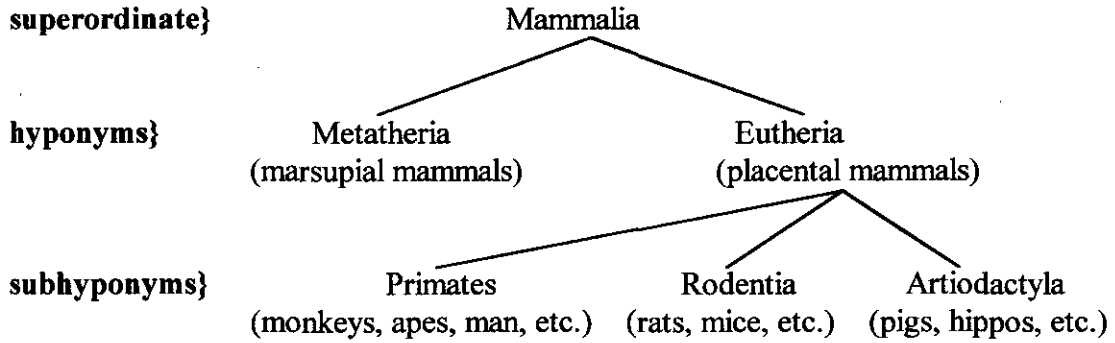 superordinate} Mammalia
hyponyms} Metatheria Eutheria
(marsupial mammals) (placental mammals)
subhyponyms} Primates Rodentia Artiodactyla
(monkeys, apes, man, etc.) (rats, mice, etc.) (pigs, hippos, etc.)